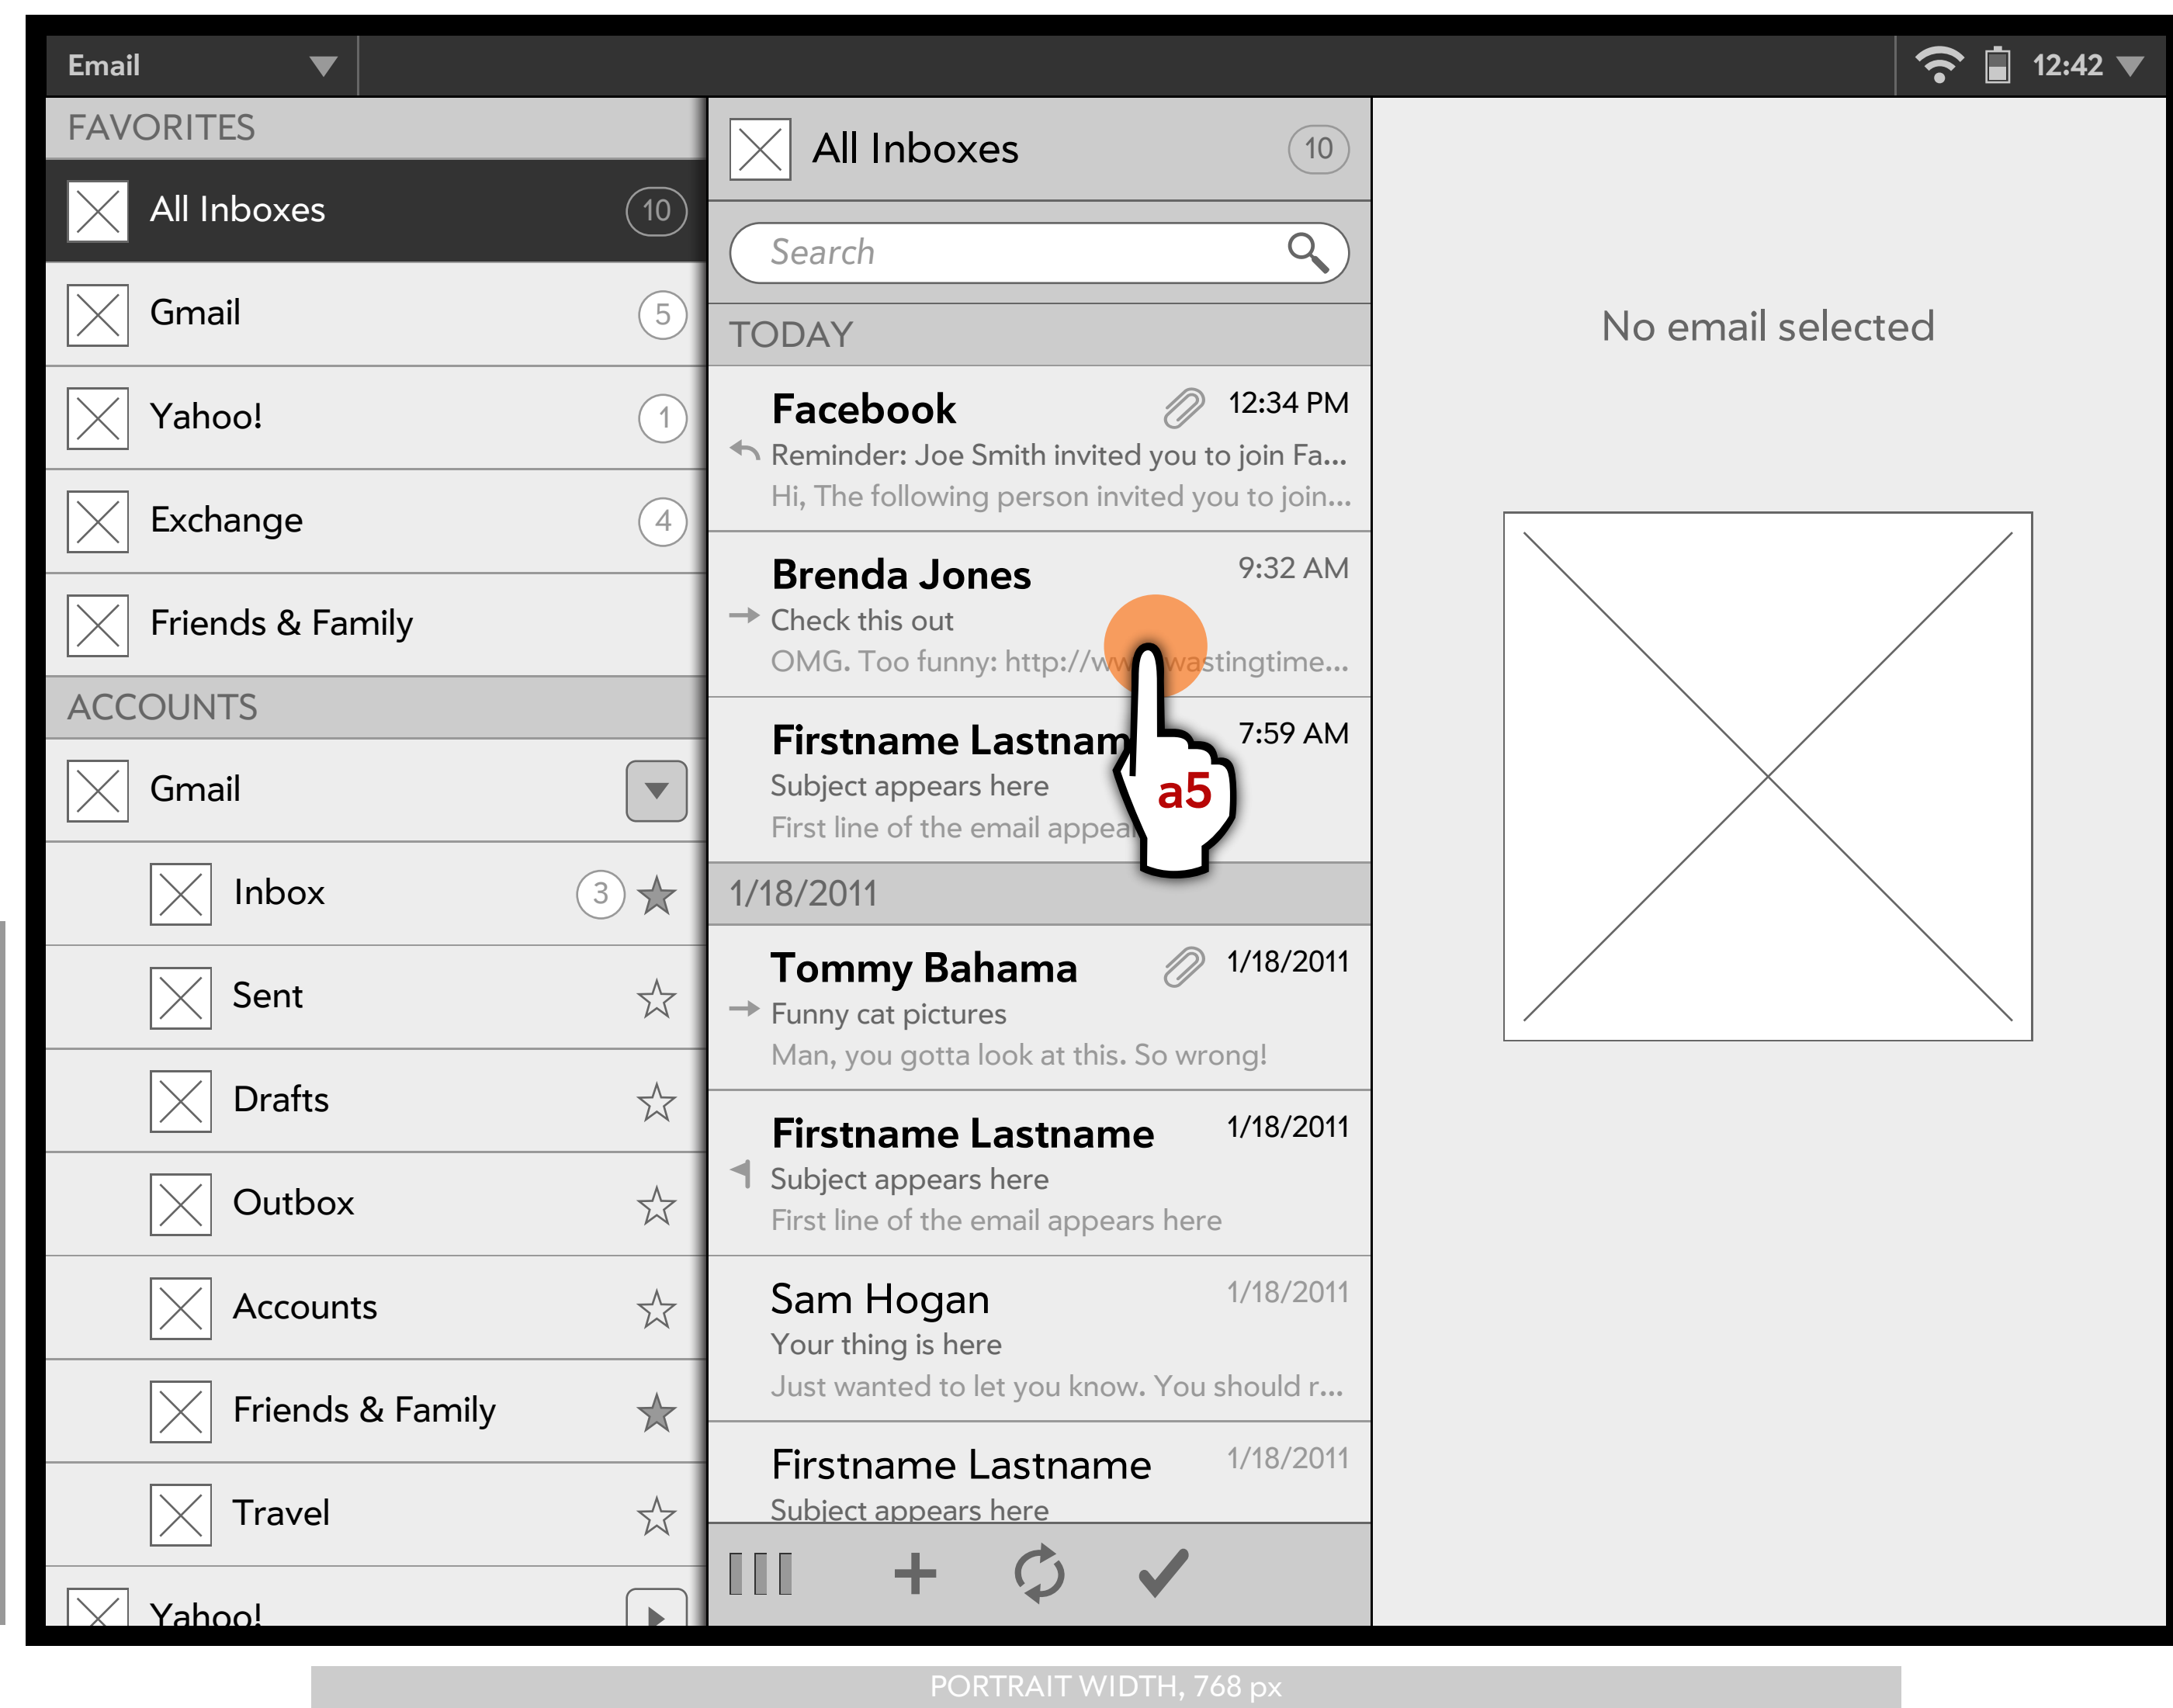 Email
12:42
FAVORITES
All Inboxes 10
Gmail 5
Yahoo! 1
Exchange 4
Friends & Family
ACCOUNTS
Gmail
Inbox 3
Sent
Drafts
Outbox
Accounts
Friends & Family
Travel
Yahoo!
All Inboxes 10
Search
TODAY
Facebook 12:34 PM
Reminder: Joe Smith invited you to join Fa...
Hi, The following person invited you to join...
Brenda Jones 9:32 AM
Check this out
OMG. Too funny: http://www.wastingtime...
Firstname Lastnam 7:59 AM
Subject appears here
First line of the email appea
a5
1/18/2011
Tommy Bahama 1/18/2011
Funny cat pictures
Man, you gotta look at this. So wrong!
Firstname Lastname 1/18/2011
Subject appears here
First line of the email appears here
Sam Hogan 1/18/2011
Your thing is here
Just wanted to let you know. You should r...
Firstname Lastname 1/18/2011
Subject appears here
No email selected
PORTRAIT WIDTH, 768 px